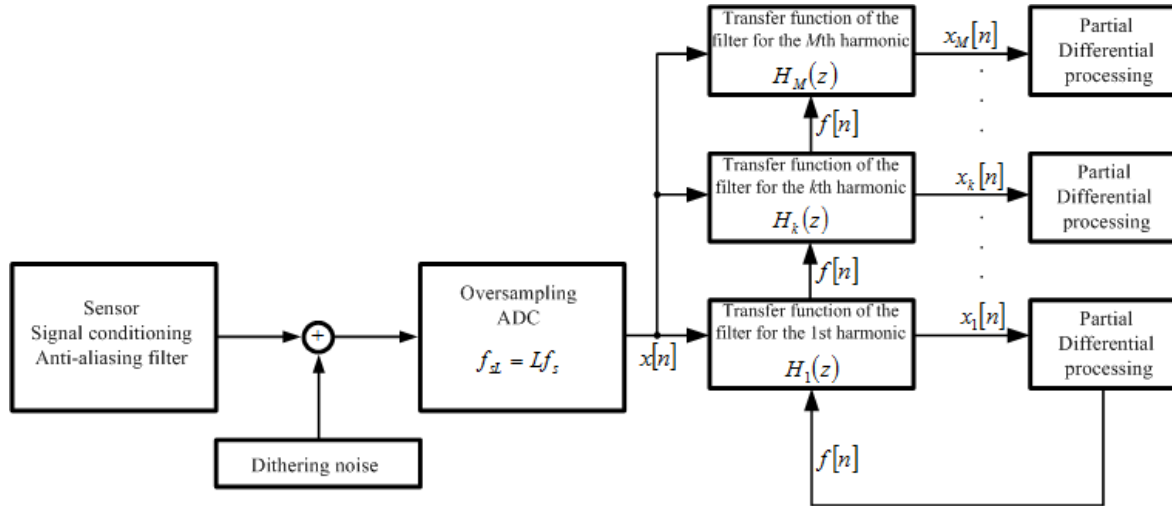 Sensor
Signal conditioning
Anti-aliasing filter
+
Dithering noise
Oversampling
ADC
f_{sL} = Lf_s
x[n]
Transfer function of the
filter for the Mth harmonic
H_M(z)
x_M[n]
Partial
Differential
processing
f[n]
Transfer function of the
filter for the kth harmonic
H_k(z)
x_k[n]
Partial
Differential
processing
f[n]
Transfer function of the
filter for the 1st harmonic
H_1(z)
x_1[n]
Partial
Differential
processing
f[n]